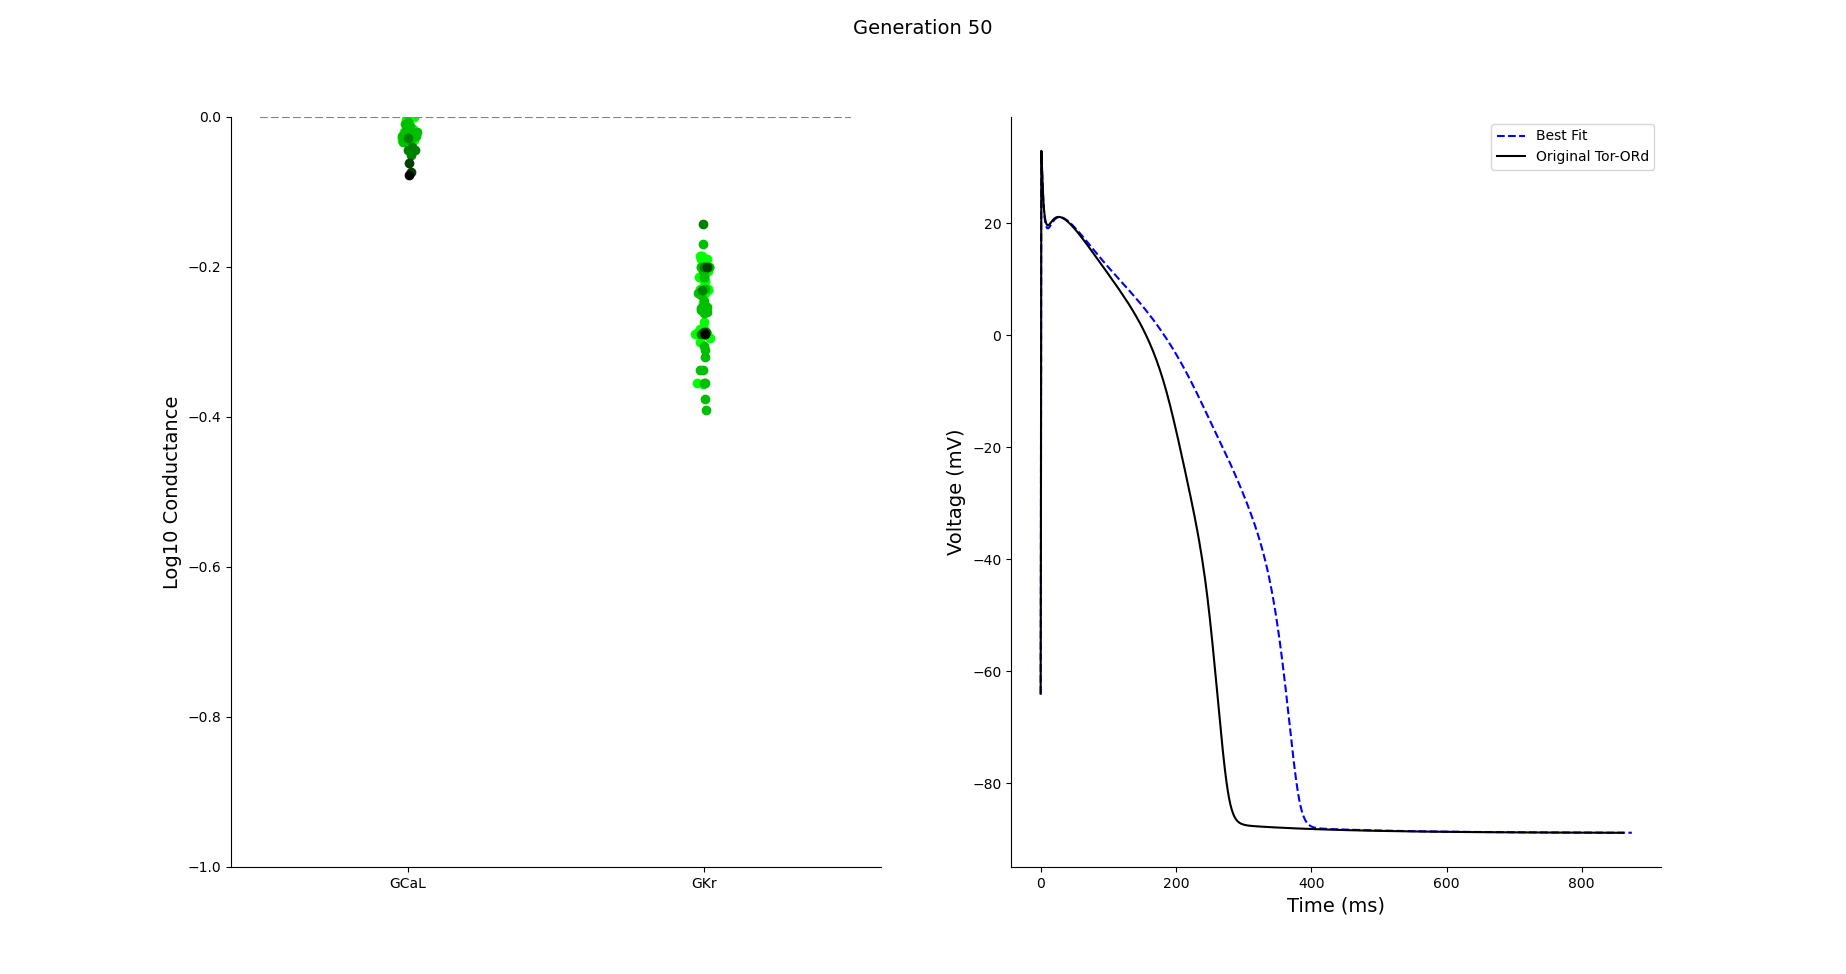 Generation 50
Log10 Conductance
0.0
−0.2
−0.4
−0.6
−0.8
−1.0
GCaL GKr
Voltage (mV)
20
0
−20
−40
−60
−80
0 200 400 600 800
Time (ms)
Best Fit
Original Tor-ORd